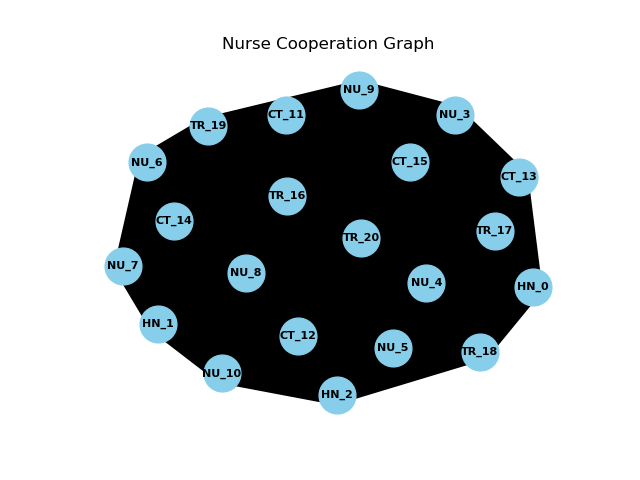 Nurse Cooperation Graph
NU_9
CT_11
NU_3
TR_19
NU_6
CT_15
CT_13
TR_16
CT_14
TR_17
TR_20
NU_7
NU_8
NU_4
HN_0
HN_1
CT_12
NU_5
TR_18
NU_10
HN_2